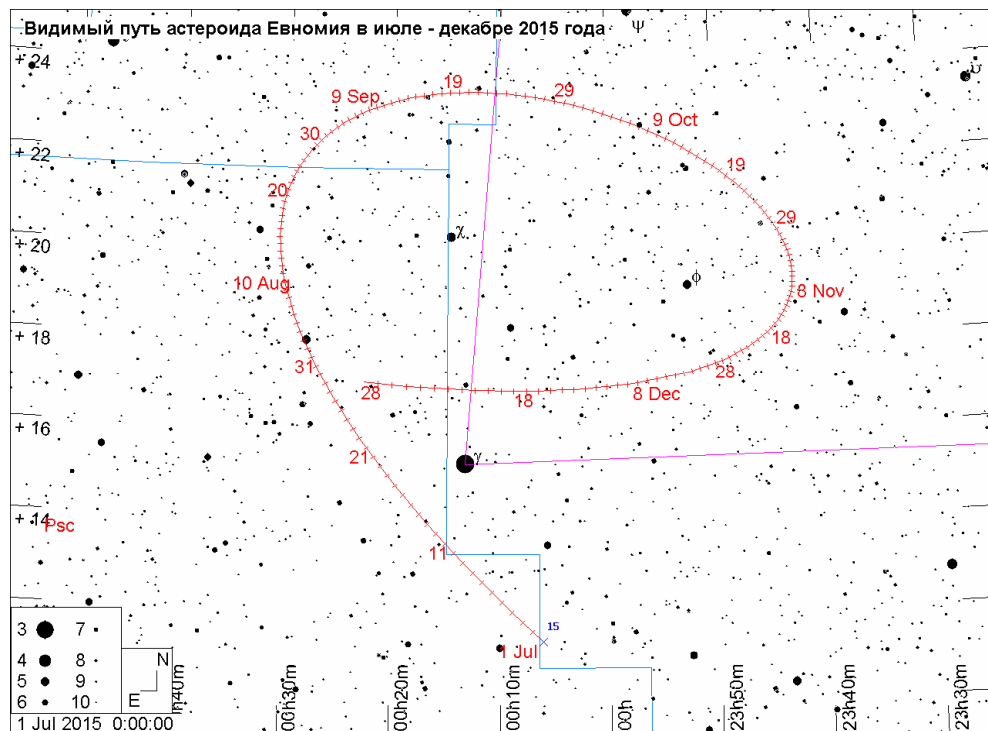 Видимый путь астероида Евномия в июле - декабре 2015 года
ψ
+ 24
υ
19
29
9 Sep
9 Oct
30
+ 22
19
20
29
χ
+ 20
ϕ
10 Aug
8 Nov
+ 18
18
31
28
28
18
8 Dec
+ 16
21
γ
+ 14
Psc
11
15
1 Jul
3 7
4 8
5 9
6 10
N
E
1 Jul 2015 0:00:00
00h40m
00h30m
00h20m
00h10m
00h
23h50m
23h40m
23h30m